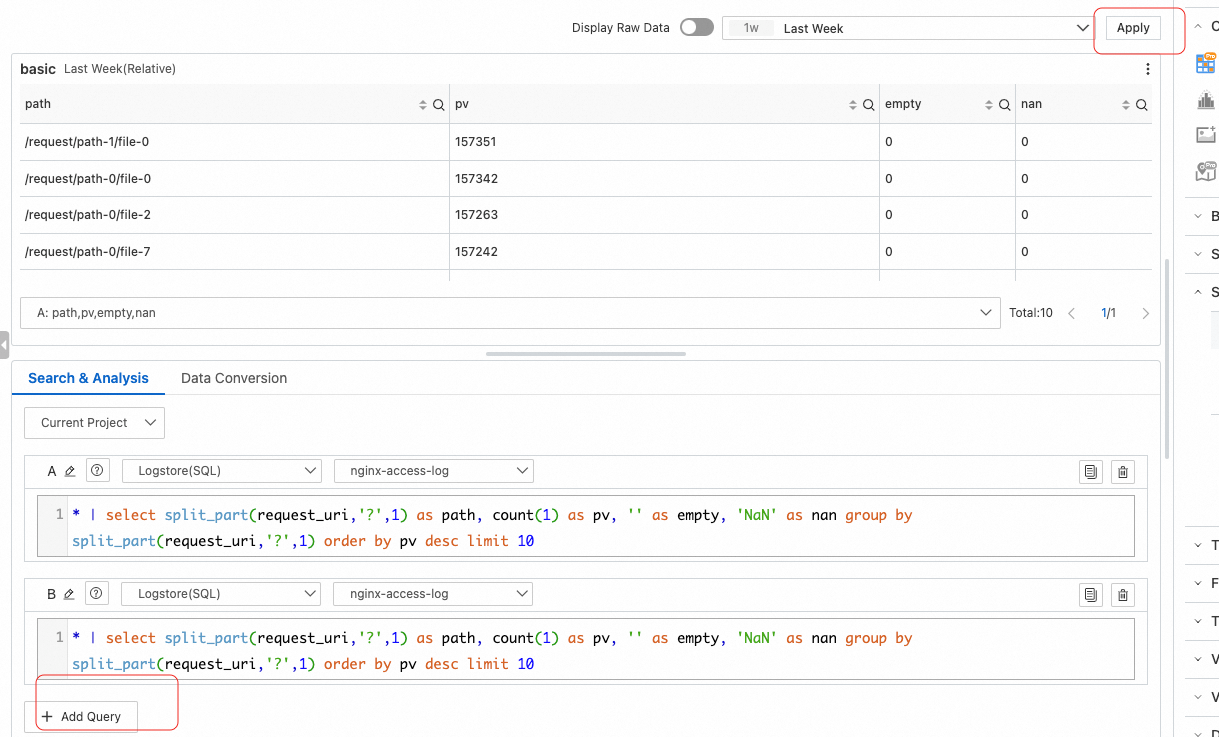 Display Raw Data 1w Last Week Apply
basic Last Week(Relative)
path pv empty nan
/request/path-1/file-0 157351 0 0
/request/path-0/file-0 157342 0 0
/request/path-0/file-2 157263 0 0
/request/path-0/file-7 157242 0 0
A: path,pv,empty,nan Total:10 1/1
Search & Analysis Data Conversion
Current Project
A Logstore(SQL) nginx-access-log
1 * | select split_part(request_uri,'?',1) as path, count(1) as pv, '' as empty, 'NaN' as nan group by
split_part(request_uri,'?',1) order by pv desc limit 10
B Logstore(SQL) nginx-access-log
1 * | select split_part(request_uri,'?',1) as path, count(1) as pv, '' as empty, 'NaN' as nan group by
split_part(request_uri,'?',1) order by pv desc limit 10
+ Add Query